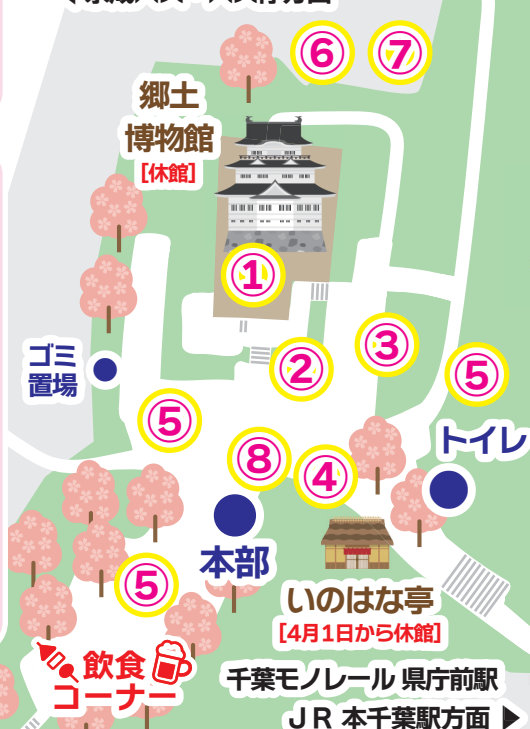 ⑥ ⑦
郷土
博物館
[休館]
①
③
②
ゴミ
置場
⑤
⑤
トイレ
⑧
④
本部
⑤
いのはな亭
[4月1日から休館]
飲食
コーナー
千葉モノレール 県庁前駅
JR 本千葉駅方面 ▶